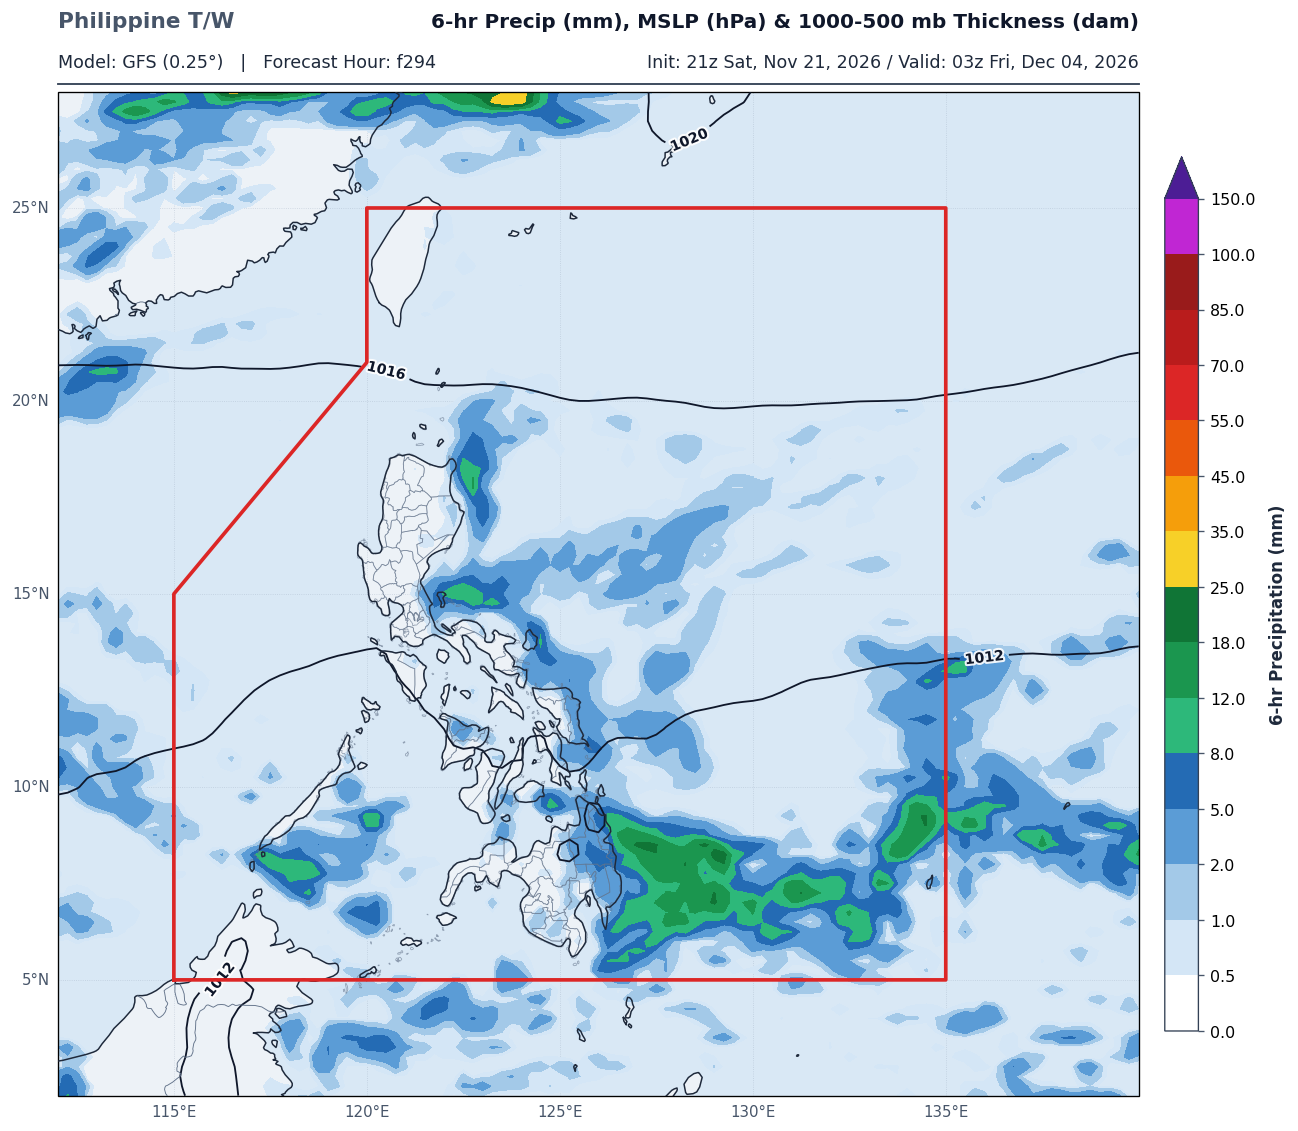 Philippine T/W
6-hr Precip (mm), MSLP (hPa) & 1000-500 mb Thickness (dam)
Model: GFS (0.25°) | Forecast Hour: f294
Init: 21z Sat, Nov 21, 2026 / Valid: 03z Fri, Dec 04, 2026
1020
25°N
1016
20°N
15°N
1012
10°N
1012
5°N
115°E
120°E
125°E
130°E
135°E
150.0
100.0
85.0
70.0
55.0
45.0
35.0
25.0
18.0
12.0
8.0
5.0
2.0
1.0
0.5
0.0
6-hr Precipitation (mm)